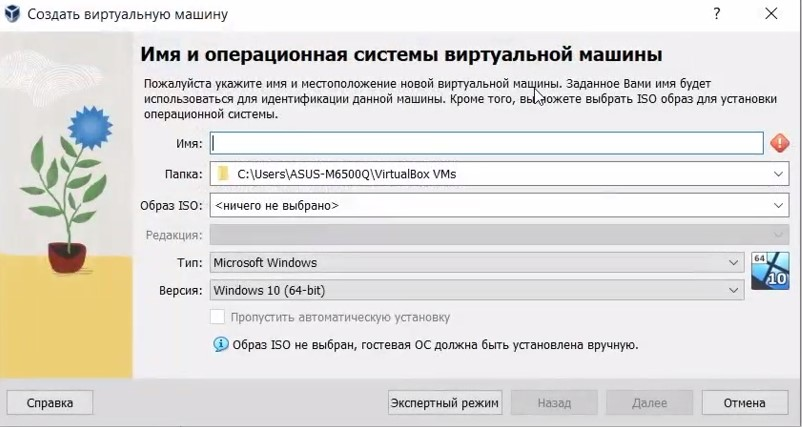 Создать виртуальную машину
?
Имя и операционная системы виртуальной машины
Пожалуйста укажите имя и местоположение новой виртуальной машины. Заданное Вами имя будет
использоваться для идентификации данной машины. Кроме того, вы можете выбрать ISO образ для установки
операционной системы.
Имя:
Папка: C:\Users\ASUS-M6500Q\VirtualBox VMs
Образ ISO: <ничего не выбрано>
Редакция:
Тип: Microsoft Windows
64
10
Версия: Windows 10 (64-bit)
Пропустить автоматическую установку
Образ ISO не выбран, гостевая ОС должна быть установлена вручную.
Справка Экспертный режим Назад Далее Отмена